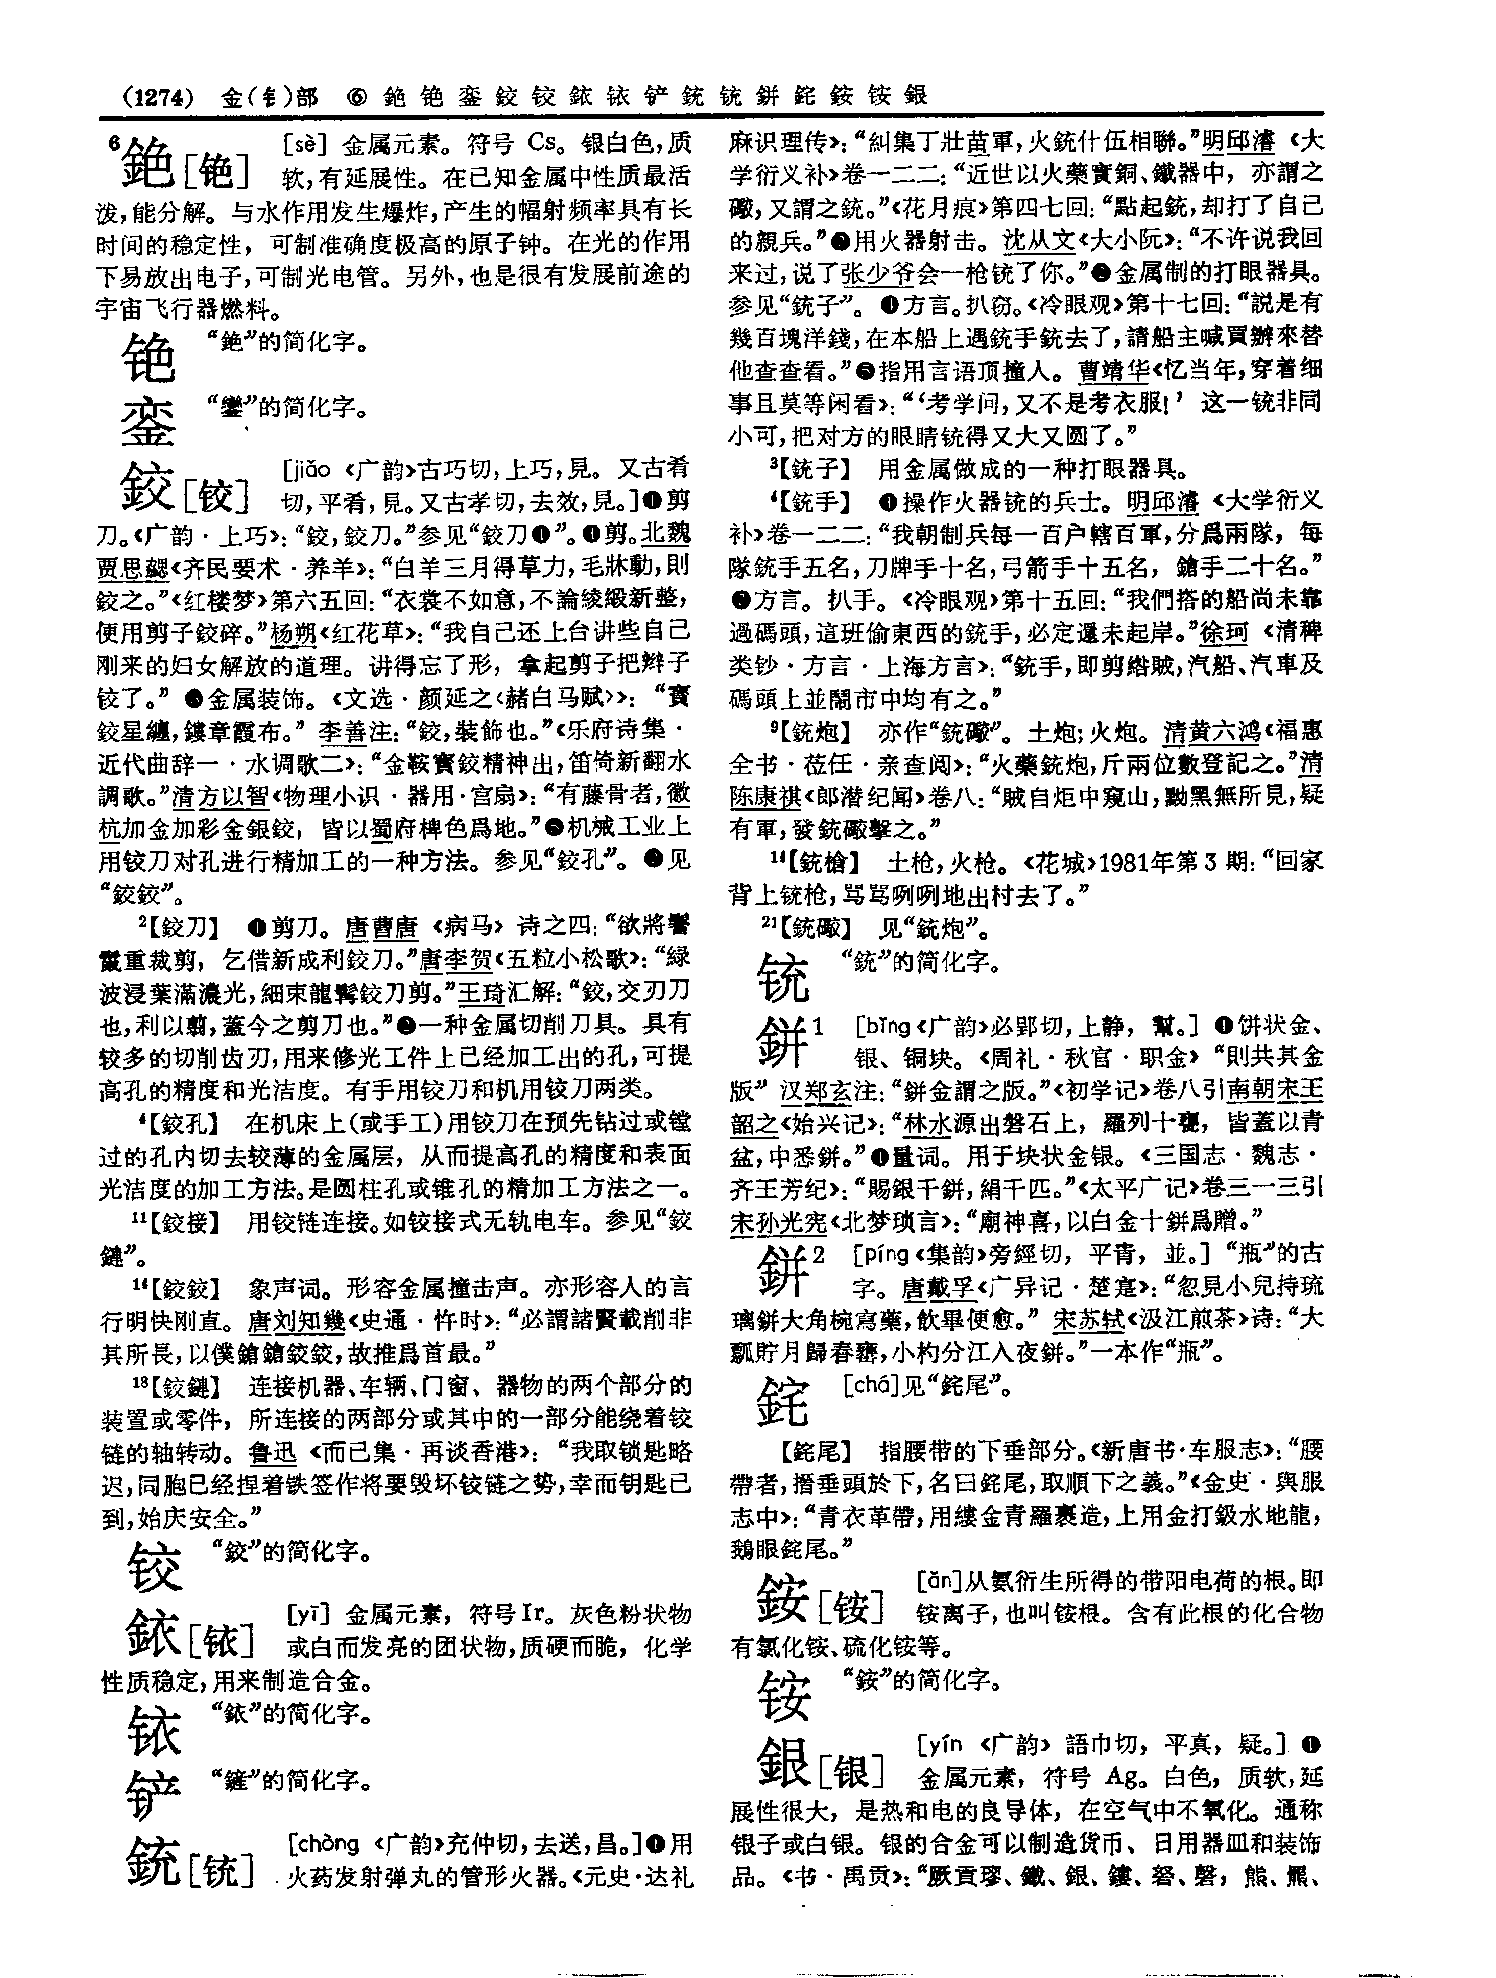 (1274) 金(钅)部 ⑥ 銫 铯 銮 鉸 铰 銥 铱 铲 銃 铳 鉼 鉈 銨 铵 銀
6銫[铯] [sè] 金属元素。符号 Cs。银白色,质
软,有延展性。在已知金属中性质最活
泼,能分解。与水作用发生爆炸,产生的幅射频率具有长
时间的稳定性,可制准确度极高的原子钟。在光的作用
下易放出电子,可制光电管。另外,也是很有发展前途的
宇宙飞行器燃料。
铯 “銫”的简化字。
銮 “鑾”的简化字。
鉸[铰] [jiǎo《广韵》古巧切,上巧,見。又古肴
切,平肴,見。又古孝切,去效,見。]❶剪
刀。《广韵·上巧》:“鉸,鉸刀。”参见“鉸刀❶”。❷剪。北魏
贾思勰《齐民要术·养羊》:“白羊三月得草力,毛牀動,則
鉸之。”《红楼梦》第六五回:“衣裳不如意,不論綾緞新整,
便用剪子鉸碎。”杨朔《红花草》:“我自己还上台讲些自己
刚来的妇女解放的道理。讲得忘了形,拿起剪子把辫子
铰了。”❸金属装饰。《文选·颜延之〈赭白马赋〉》:“寶
鉸星纏,鏤章霞布。”李善注:“鉸,裝飾也。”《乐府诗集·
近代曲辞一·水调歌二》:“金鞍寳鉸精神出,笛倚新翻水
調歌。”清方以智《物理小识·器用·宫扇》:“有藤骨者,徽
杭加金加彩金銀鉸,皆以蜀府椑色爲地。”❹机械工业上
用铰刀对孔进行精加工的一种方法。参见“鉸孔”。❺见
“鉸鉸”。
2【鉸刀】 ❶剪刀。唐曹唐《病马》诗之四:“欲將鬐
鬣重裁剪,乞借新成利鉸刀。”唐李贺《五粒小松歌》:“緑
波浸葉滿濃光,細束龍髯鉸刀剪。”王琦汇解:“鉸,交刃刀
也,利以翦,蓋今之剪刀也。”❷一种金属切削刀具。具有
较多的切削齿刃,用来修光工件上已经加工出的孔,可提
高孔的精度和光洁度。有手用铰刀和机用铰刀两类。
4【鉸孔】 在机床上(或手工)用铰刀在预先钻过或镗
过的孔内切去较薄的金属层,从而提高孔的精度和表面
光洁度的加工方法。是圆柱孔或锥孔的精加工方法之一。
11【鉸接】 用铰链连接。如铰接式无轨电车。参见“鉸
鏈”。
14【鉸鉸】 象声词。形容金属撞击声。亦形容人的言
行明快刚直。唐刘知幾《史通·忤时》:“必謂諸賢載削非
其所長,以僕鎗鎗鉸鉸,故推爲首最。”
18【鉸鏈】 连接机器、车辆、门窗、器物的两个部分的
装置或零件,所连接的两部分或其中的一部分能绕着铰
链的轴转动。鲁迅《而已集·再谈香港》:“我取锁匙略
迟,同胞已经捏着铁签作将要毁坏铰链之势,幸而钥匙已
到,始庆安全。”
铰 “鉸”的简化字。
銥[铱] [yī] 金属元素,符号Ir。灰色粉状物
或白而发亮的团状物,质硬而脆,化学
性质稳定,用来制造合金。
铱 “銥”的简化字。
铲 “鏟”的简化字。
銃[铳] [chòng《广韵》充仲切,去送,昌。]❶用
火药发射弹丸的管形火器。《元史·达礼
麻识理传》:“糾集丁壯苗軍,火銃什伍相聯。”明邱濬《大
学衍义补》卷一二二:“近世以火藥實銅、鐵器中,亦謂之
礮,又謂之銃。”《花月痕》第四七回:“點起銃,却打了自己
的親兵。”❷用火器射击。沈从文《大小阮》:“不许说我回
来过,说了张少爷会一枪铳了你。”❸金属制的打眼器具。
参见“銃子”。❹方言。扒窃。《冷眼观》第十七回:“説是有
幾百塊洋錢,在本船上遇銃手銃去了,請船主喊買辦來替
他查查看。”❺指用言语顶撞人。曹靖华《忆当年,穿着细
事且莫等闲看》:“‘考学问,又不是考衣服!’这一铳非同
小可,把对方的眼睛铳得又大又圆了。”
3【銃子】 用金属做成的一种打眼器具。
4【銃手】 ❶操作火器铳的兵士。明邱濬《大学衍义
补》卷一二二:“我朝制兵每一百户轄百軍,分爲兩隊,每
隊銃手五名,刀牌手十名,弓箭手十五名,鎗手二十名。”
❷方言。扒手。《冷眼观》第十五回:“我們搭的船尚未靠
過碼頭,這班偷東西的銃手,必定還未起岸。”徐珂《清稗
类钞·方言·上海方言》:“銃手,即剪綹賊,汽船、汽車及
碼頭上並鬧市中均有之。”
9【銃炮】 亦作“銃礮”。土炮;火炮。清黄六鸿《福惠
全书·莅任·亲查阅》:“火藥銃炮,斤兩位數登記之。”清
陈康祺《郎潜纪闻》卷八:“賊自炬中窺山,黝黑無所見,疑
有軍,發銃礮擊之。”
14【銃槍】 土枪,火枪。《花城》1981年第3期:“回家
背上铳枪,骂骂咧咧地出村去了。”
21【銃礮】 见“銃炮”。
铳 “銃”的简化字。
鉼1 [bǐng《广韵》必郢切,上静,幫。]❶饼状金、
银、铜块。《周礼·秋官·职金》“則共其金
版”汉郑玄注:“鉼金謂之版。”《初学记》卷八引南朝宋王
韶之《始兴记》:“林水源出磐石上,羅列十甕,皆蓋以青
盆,中悉鉼。”❷量词。用于块状金银。《三国志·魏志·
齐王芳纪》:“賜銀千鉼,絹千匹。”《太平广记》卷三一三引
宋孙光宪《北梦琐言》:“廟神喜,以白金十鉼爲贈。”
鉼2 [píng《集韵》旁經切,平青,並。]“瓶”的古
字。唐戴孚《广异记·楚寔》:“忽見小兒持琉
璃鉼大角椀寫藥,飲畢便愈。”宋苏轼《汲江煎茶》诗:“大
瓢貯月歸春甕,小杓分江入夜鉼。”一本作“瓶”。
鉈 [chá]见“鉈尾”。
【鉈尾】 指腰带的下垂部分。《新唐书·车服志》:“腰
帶者,搢垂頭於下,名曰鉈尾,取順下之義。”《金史·舆服
志中》:“青衣革帶,用縷金青羅裹造,上用金打鈒水地龍,
鵝眼鉈尾。”
銨[铵] [ǎn]从氨衍生所得的带阳电荷的根。即
铵离子,也叫铵根。含有此根的化合物
有氯化铵、硫化铵等。
铵 “銨”的简化字。
銀[银] [yín《广韵》語巾切,平真,疑。]❶
金属元素,符号 Ag。白色,质软,延
展性很大,是热和电的良导体,在空气中不氧化。通称
银子或白银。银的合金可以制造货币、日用器皿和装饰
品。《书·禹贡》:“厥貢璆、鐵、銀、鏤、砮、磬,熊、羆、